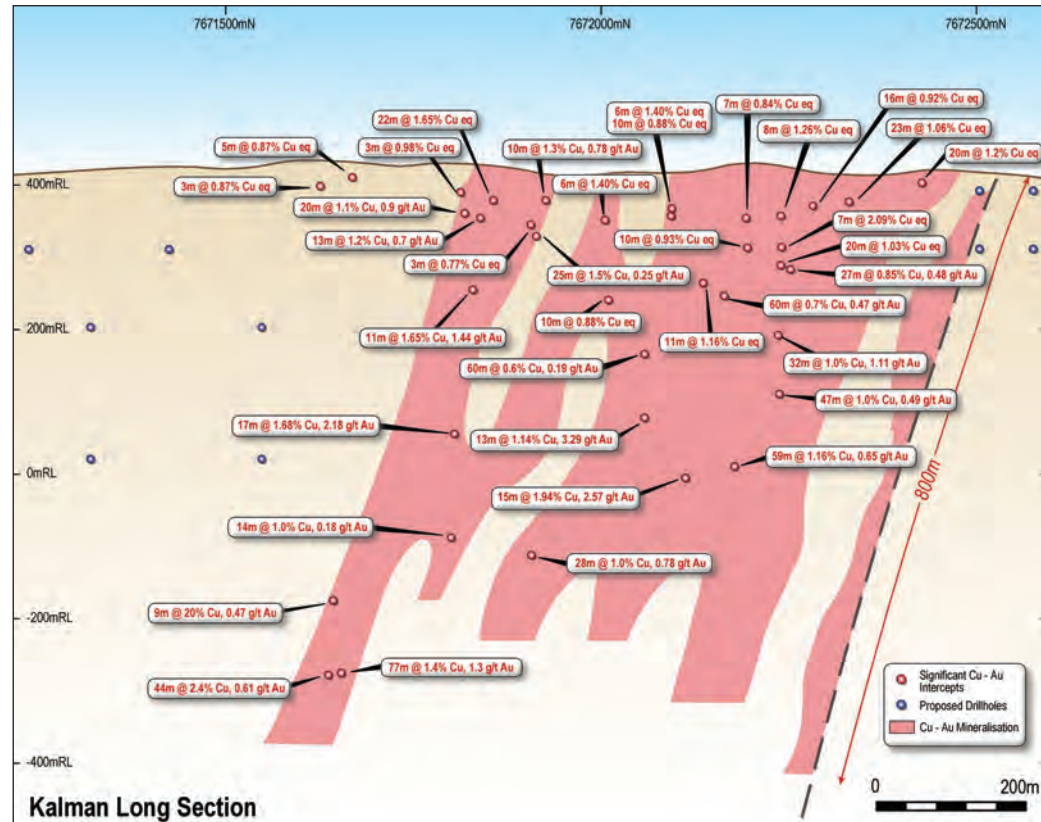 7671500mN
7672000mN
7672500mN
22m @ 1.65% Cu eq
5m @ 0.87% Cu eq
3m @ 0.98% Cu eq
10m @ 1.3% Cu, 0.78 g/t Au
6m @ 1.40% Cu eq
10m @ 0.88% Cu eq
7m @ 0.84% Cu eq
8m @ 1.26% Cu eq
16m @ 0.92% Cu eq
23m @ 1.06% Cu eq
20m @ 1.2% Cu eq
400mRL
3m @ 0.87% Cu eq
6m @ 1.40% Cu eq
20m @ 1.1% Cu, 0.9 g/t Au
13m @ 1.2% Cu, 0.7 g/t Au
10m @ 0.93% Cu eq
7m @ 2.09% Cu eq
20m @ 1.03% Cu eq
3m @ 0.77% Cu eq
25m @ 1.5% Cu, 0.25 g/t Au
27m @ 0.85% Cu, 0.48 g/t Au
60m @ 0.7% Cu, 0.47 g/t Au
200mRL
10m @ 0.88% Cu eq
11m @ 1.65% Cu, 1.44 g/t Au
11m @ 1.16% Cu eq
60m @ 0.6% Cu, 0.19 g/t Au
32m @ 1.0% Cu, 1.11 g/t Au
47m @ 1.0% Cu, 0.49 g/t Au
17m @ 1.68% Cu, 2.18 g/t Au
13m @ 1.14% Cu, 3.29 g/t Au
59m @ 1.16% Cu, 0.65 g/t Au
0mRL
800m
15m @ 1.94% Cu, 2.57 g/t Au
14m @ 1.0% Cu, 0.18 g/t Au
28m @ 1.0% Cu, 0.78 g/t Au
9m @ 20% Cu, 0.47 g/t Au
-200mRL
77m @ 1.4% Cu, 1.3 g/t Au
44m @ 2.4% Cu, 0.61 g/t Au
Significant Cu - Au
Intercepts
Proposed Drillholes
Cu - Au Mineralisation
-400mRL
0
200m
Kalman Long Section